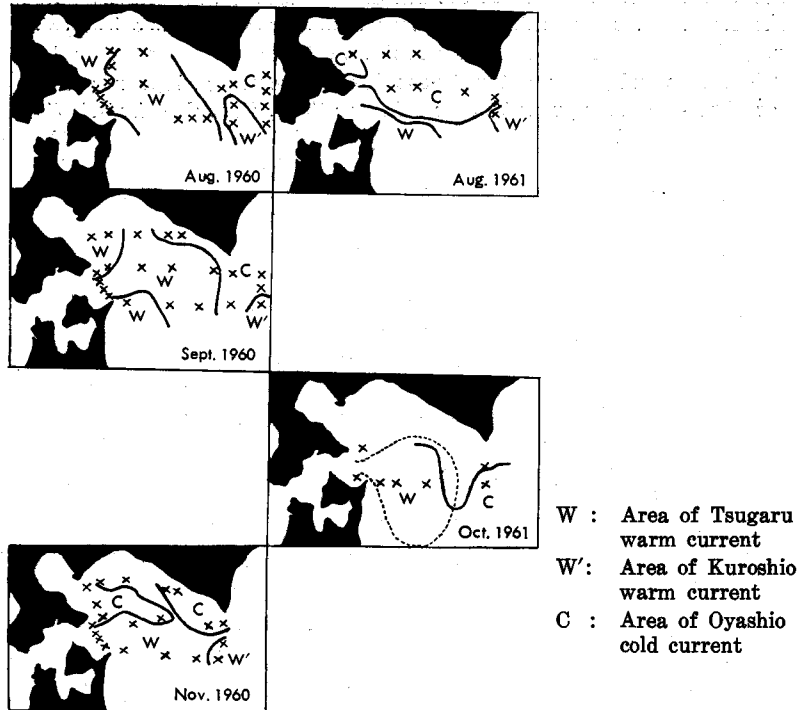 W
W
C
W'
Aug. 1960
C
C
W
W'
Aug. 1961
W
W
C
W
W'
Sept. 1960
W
C
Oct. 1961
C
C
W
W'
Nov. 1960
W : Area of Tsugaru
warm current
W': Area of Kuroshio
warm current
C : Area of Oyashio
cold current